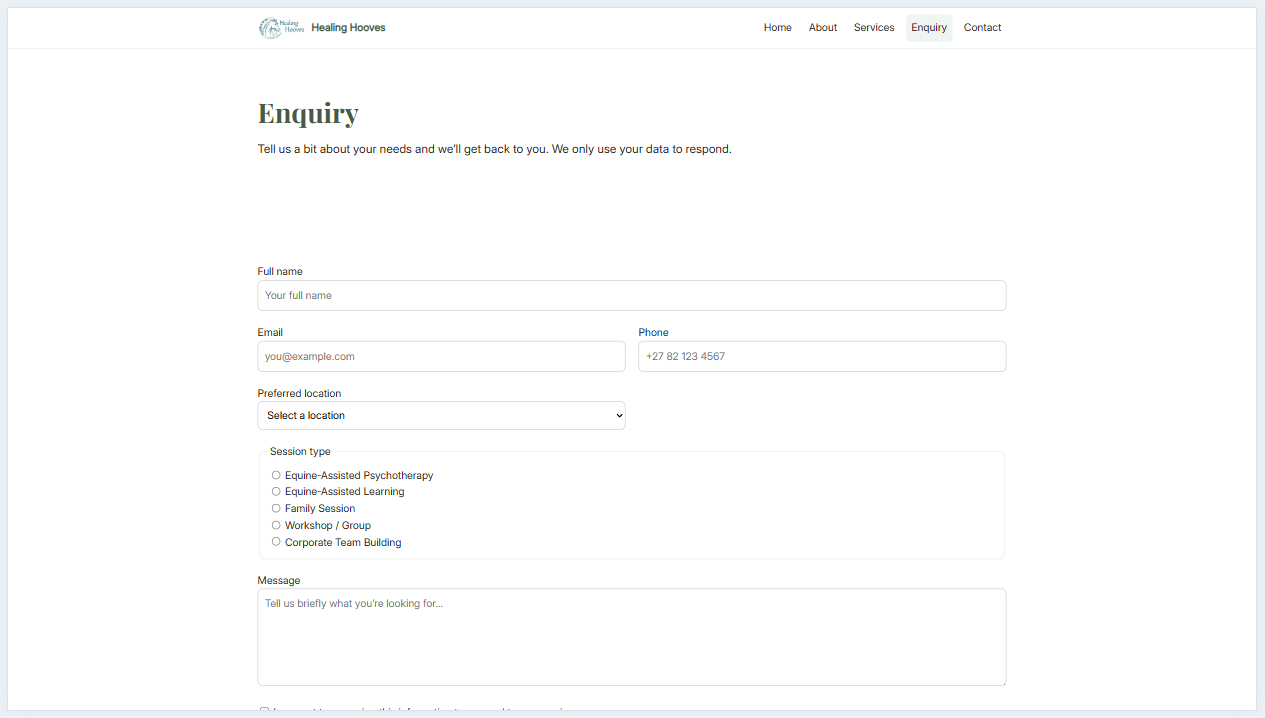 Healing Hooves Healing Hooves Home About Services Enquiry Contact
Enquiry
Tell us a bit about your needs and we'll get back to you. We only use your data to respond.
Full name
Your full name
Email Phone
you@example.com +27 82 123 4567
Preferred location
Select a location
Session type
Equine-Assisted Psychotherapy
Equine-Assisted Learning
Family Session
Workshop / Group
Corporate Team Building
Message
Tell us briefly what you're looking for...